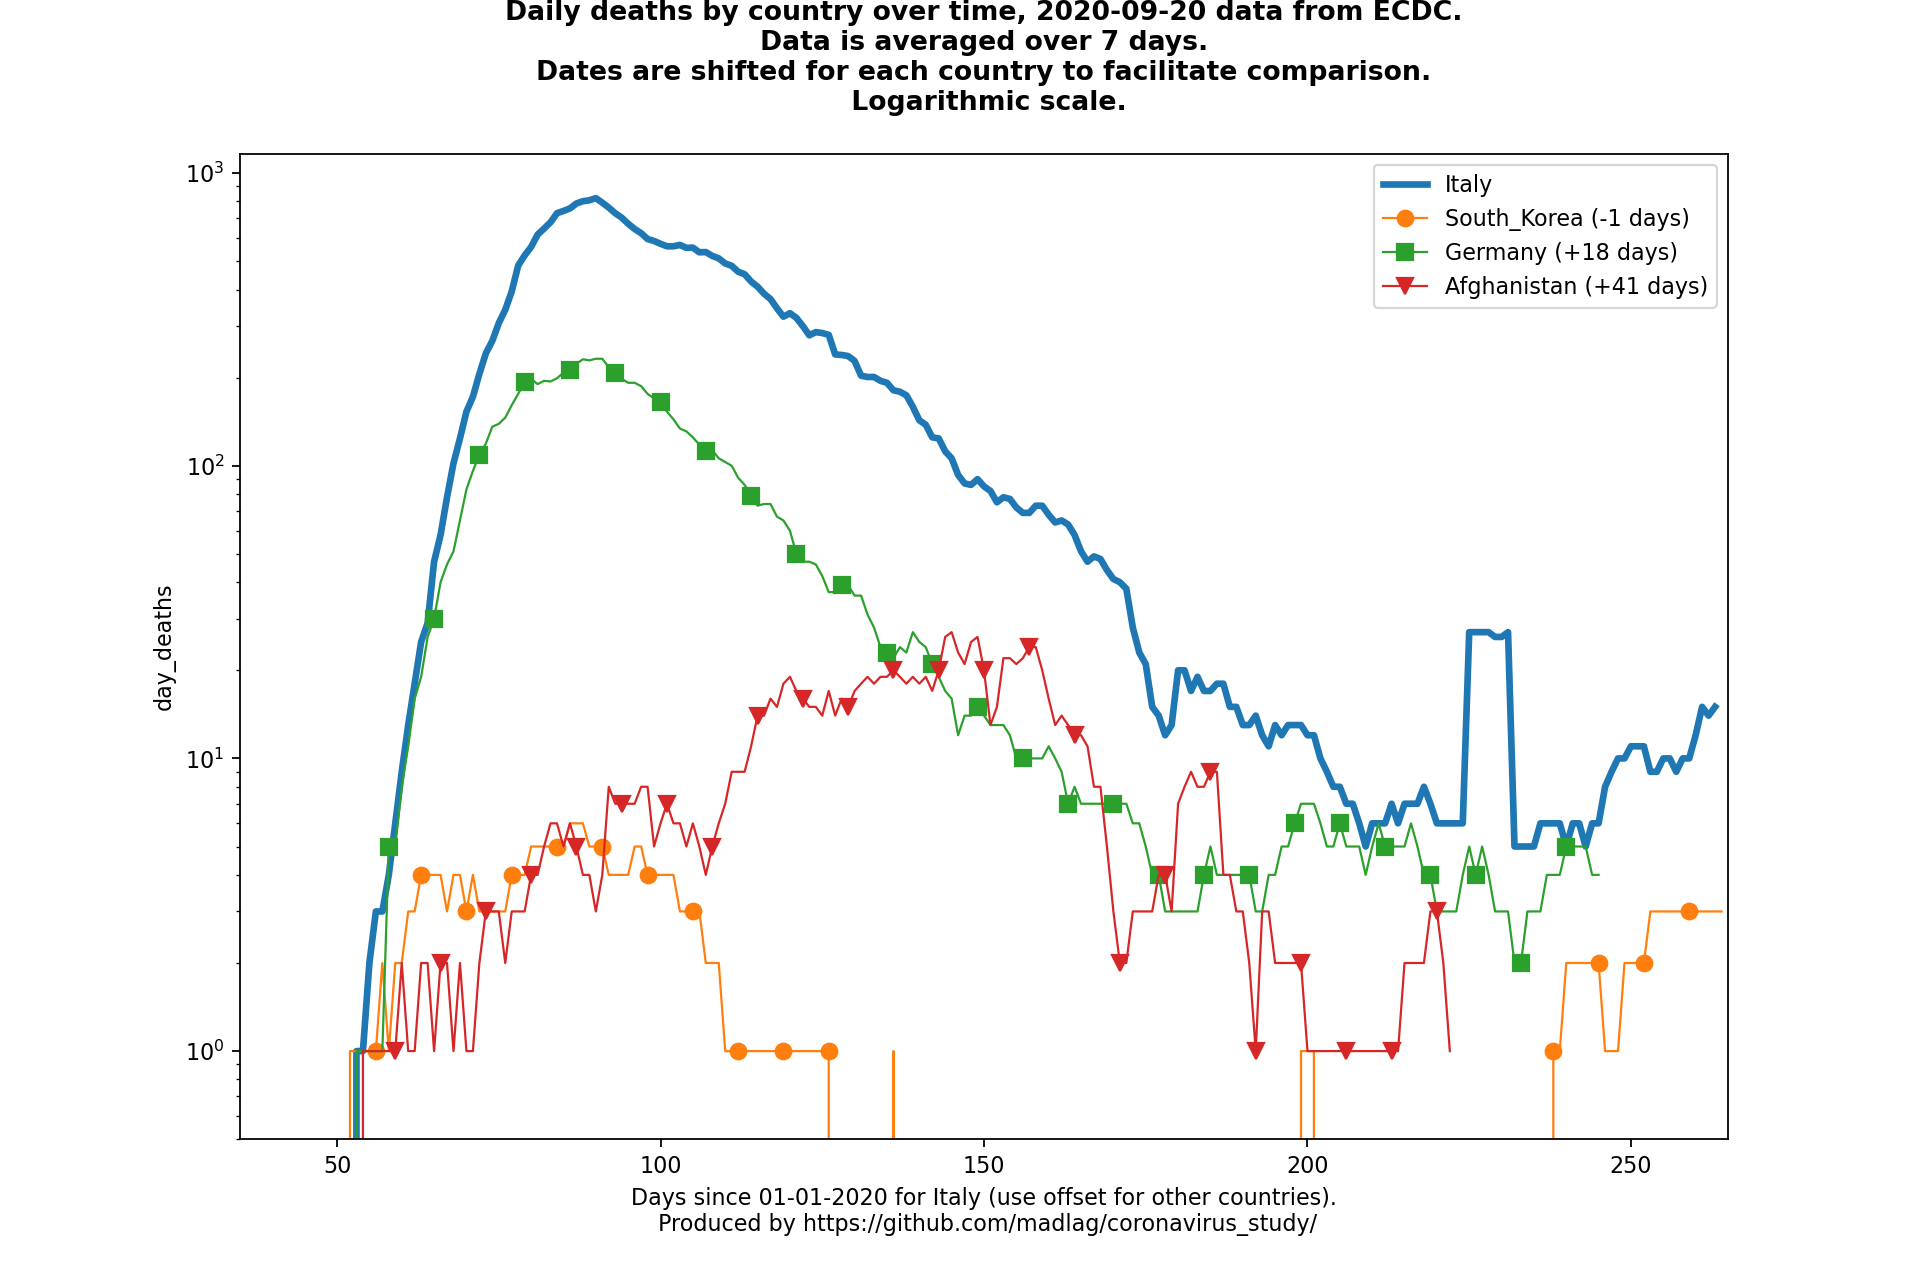 Daily deaths by country over time, 2020-09-20 data from ECDC.
Data is averaged over 7 days.
Dates are shifted for each country to facilitate comparison.
Logarithmic scale.
10³
10²
10¹
10⁰
day_deaths
Italy
South_Korea (-1 days)
Germany (+18 days)
Afghanistan (+41 days)
50
100
150
200
250
Days since 01-01-2020 for Italy (use offset for other countries).
Produced by https://github.com/madlag/coronavirus_study/